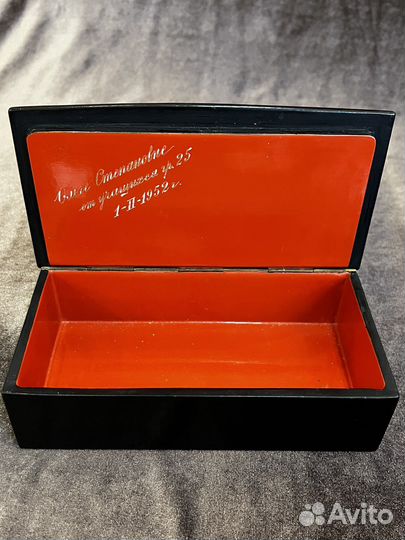 Степановне
от учащихся гр. 25
1-II-1952 г.
Avito